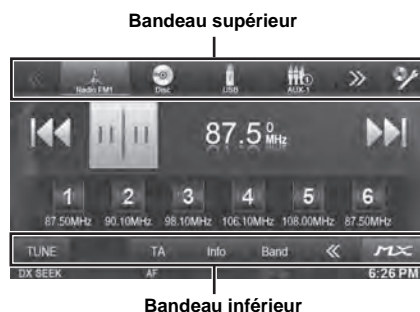 Bandeau supérieur
Radio FM1 Disc USB AUX-1
87.5 0 MHz
1 2 3 4 5 6
87.50MHz 90.10MHz 98.10MHz 106.10MHz 108.00MHz 87.50MHz
TUNE TA Info Band MX
DX SEEK AF 6:26 PM
Bandeau inférieur